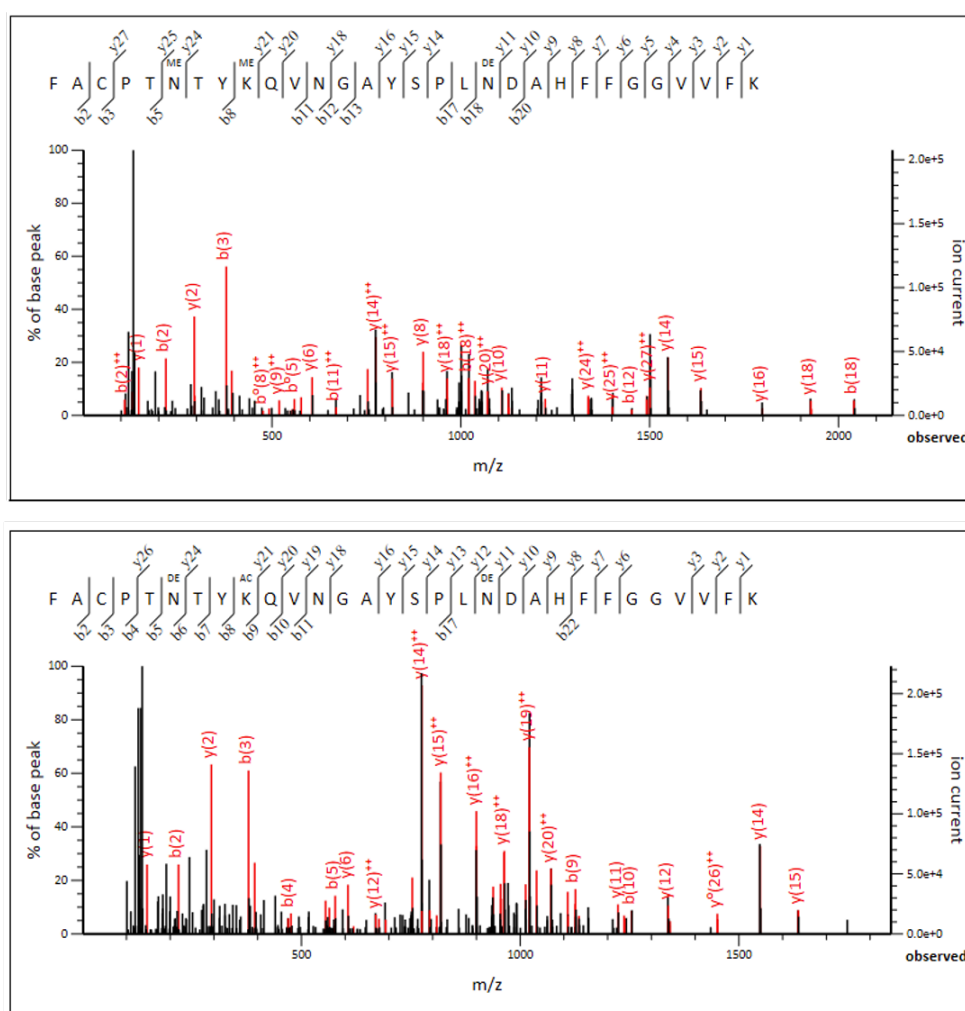 y27 y25 y24 y21 y20 y18 y16 y15 y14 y11 y10 y9 y8 y7 y6 y5 y4 y3 y2 y1
ME ME DE
F A C P T N T Y K Q V N G A Y S P L N D A H F F G G V V F K
b2 b3 b5 b8 b11 b12 b13 b17 b18 b20
100 80 60 40 20 0
% of base peak
2.0e+5 1.5e+5 1.0e+5 5.0e+4 0.0e+0
ion current
b(2)++ y(1) b(2) y(2) b(3) b°(8)++ y(9)++ b°(5) y(6) b(11)++ y(14)++ y(15)++ y(8) y(18)++ b(18)++ y(20)++ y(10) y(11) y(24)++ y(25)++ b(12) y(27)++ y(14) y(15) y(16) y(18) b(18)
500 1000 1500 2000 observed
m/z
y26 y24 y21 y20 y19 y18 y16 y15 y14 y13 y12 y11 y10 y9 y8 y7 y6 y3 y2 y1
DE AC DE
F A C P T N T Y K Q V N G A Y S P L N D A H F F G G V V F K
b2 b3 b4 b5 b6 b7 b8 b9 b10 b11 b17 b22
100 80 60 40 20 0
% of base peak
2.0e+5 1.5e+5 1.0e+5 5.0e+4 0.0e+0
ion current
y(1) b(2) y(2) b(3) b(4) b(5) y(6) y(12)++ y(14)++ y(15)++ y(16)++ y(18)++ y(19)++ y(20)++ b(9) y(11) b(10) y(12) y°(26)++ y(14) y(15)
500 1000 1500 observed
m/z